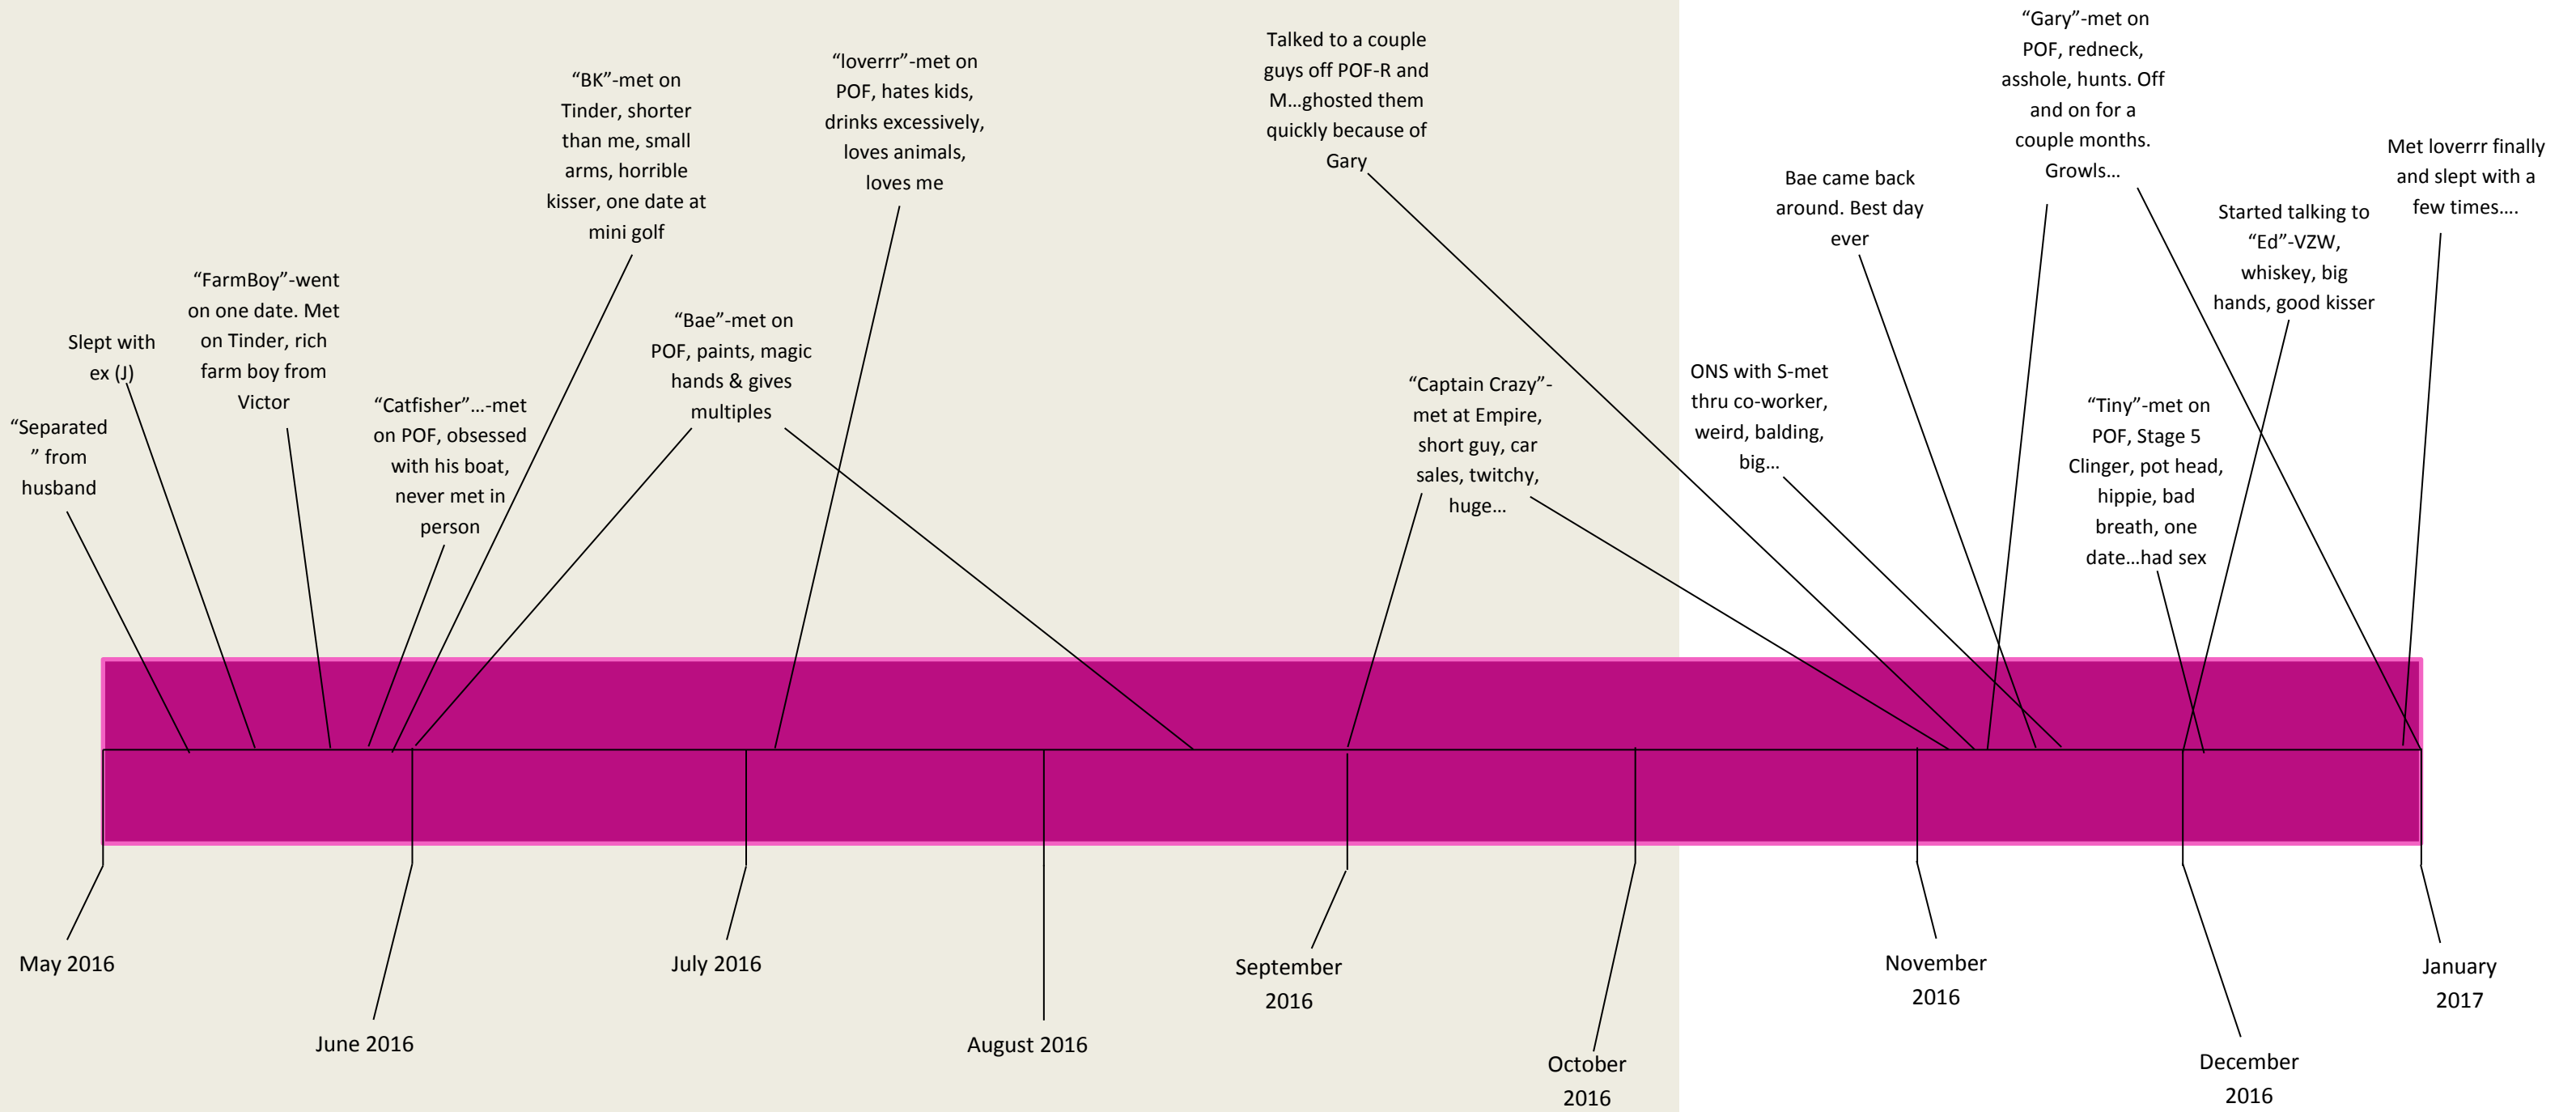 “Separated
” from
husband
Slept with
ex (J)
“FarmBoy”-went
on one date. Met
on Tinder, rich
farm boy from
Victor
“Catfisher”…-met
on POF, obsessed
with his boat,
never met in
person
“BK”-met on
Tinder, shorter
than me, small
arms, horrible
kisser, one date at
mini golf
“Bae”-met on
POF, paints, magic
hands & gives
multiples
“loverrr”-met on
POF, hates kids,
drinks excessively,
loves animals,
loves me
Talked to a couple
guys off POF-R and
M…ghosted them
quickly because of
Gary
“Captain Crazy”-
met at Empire,
short guy, car
sales, twitchy,
huge…
ONS with S-met
thru co-worker,
weird, balding,
big…
Bae came back
around. Best day
ever
“Gary”-met on
POF, redneck,
asshole, hunts. Off
and on for a
couple months.
Growls…
“Tiny”-met on
POF, Stage 5
Clinger, pot head,
hippie, bad
breath, one
date…had sex
Started talking to
“Ed”-VZW,
whiskey, big
hands, good kisser
Met loverrr finally
and slept with a
few times….
May 2016
June 2016
July 2016
August 2016
September
2016
October
2016
November
2016
December
2016
January
2017